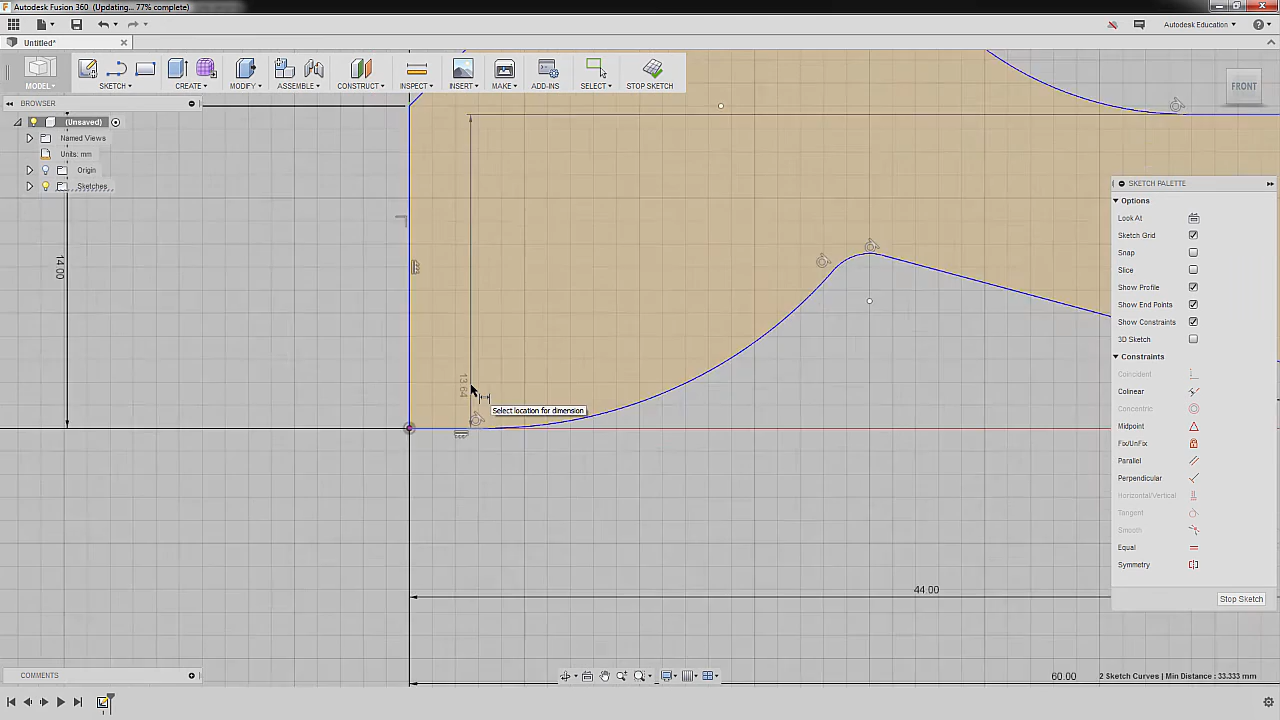 Autodesk Fusion 360 (Updating... 77% complete)
Autodesk Education
Untitled*
MODEL
SKETCH
CREATE
MODIFY
ASSEMBLE
CONSTRUCT
INSPECT
INSERT
MAKE
ADD-INS
SELECT
STOP SKETCH
FRONT
BROWSER
(Unsaved)
Named Views
Units: mm
Origin
Sketches
14.00
13.64
Select location for dimension
44.00
60.00
SKETCH PALETTE
Options
Look At
Sketch Grid
Snap
Slice
Show Profile
Show End Points
Show Constraints
3D Sketch
Constraints
Coincident
Colinear
Concentric
Midpoint
Fix/UnFix
Parallel
Perpendicular
Horizontal/Vertical
Tangent
Smooth
Equal
Symmetry
Stop Sketch
COMMENTS
2 Sketch Curves | Min Distance : 33.333 mm